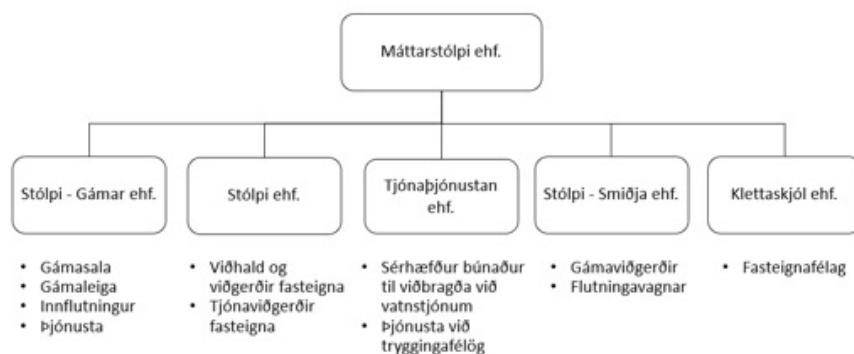 Máttarstólpi ehf.
Stólpi - Gámar ehf.
Stólpi ehf.
Tjónaþjónustan
ehf.
Stólpi - Smiðja ehf.
Klettaskjól ehf.
• Gámasala
• Gámaleiga
• Innflutningur
• Þjónusta
• Viðhald og
viðgerðir fasteigna
• Tjónaviðgerðir
fasteigna
• Sérhæfður búnaður
til viðbragða við
vatnstjónum
• Þjónusta við
tryggingafélög
• Gámaviðgerðir
• Flutningavagnar
• Fasteignafélag